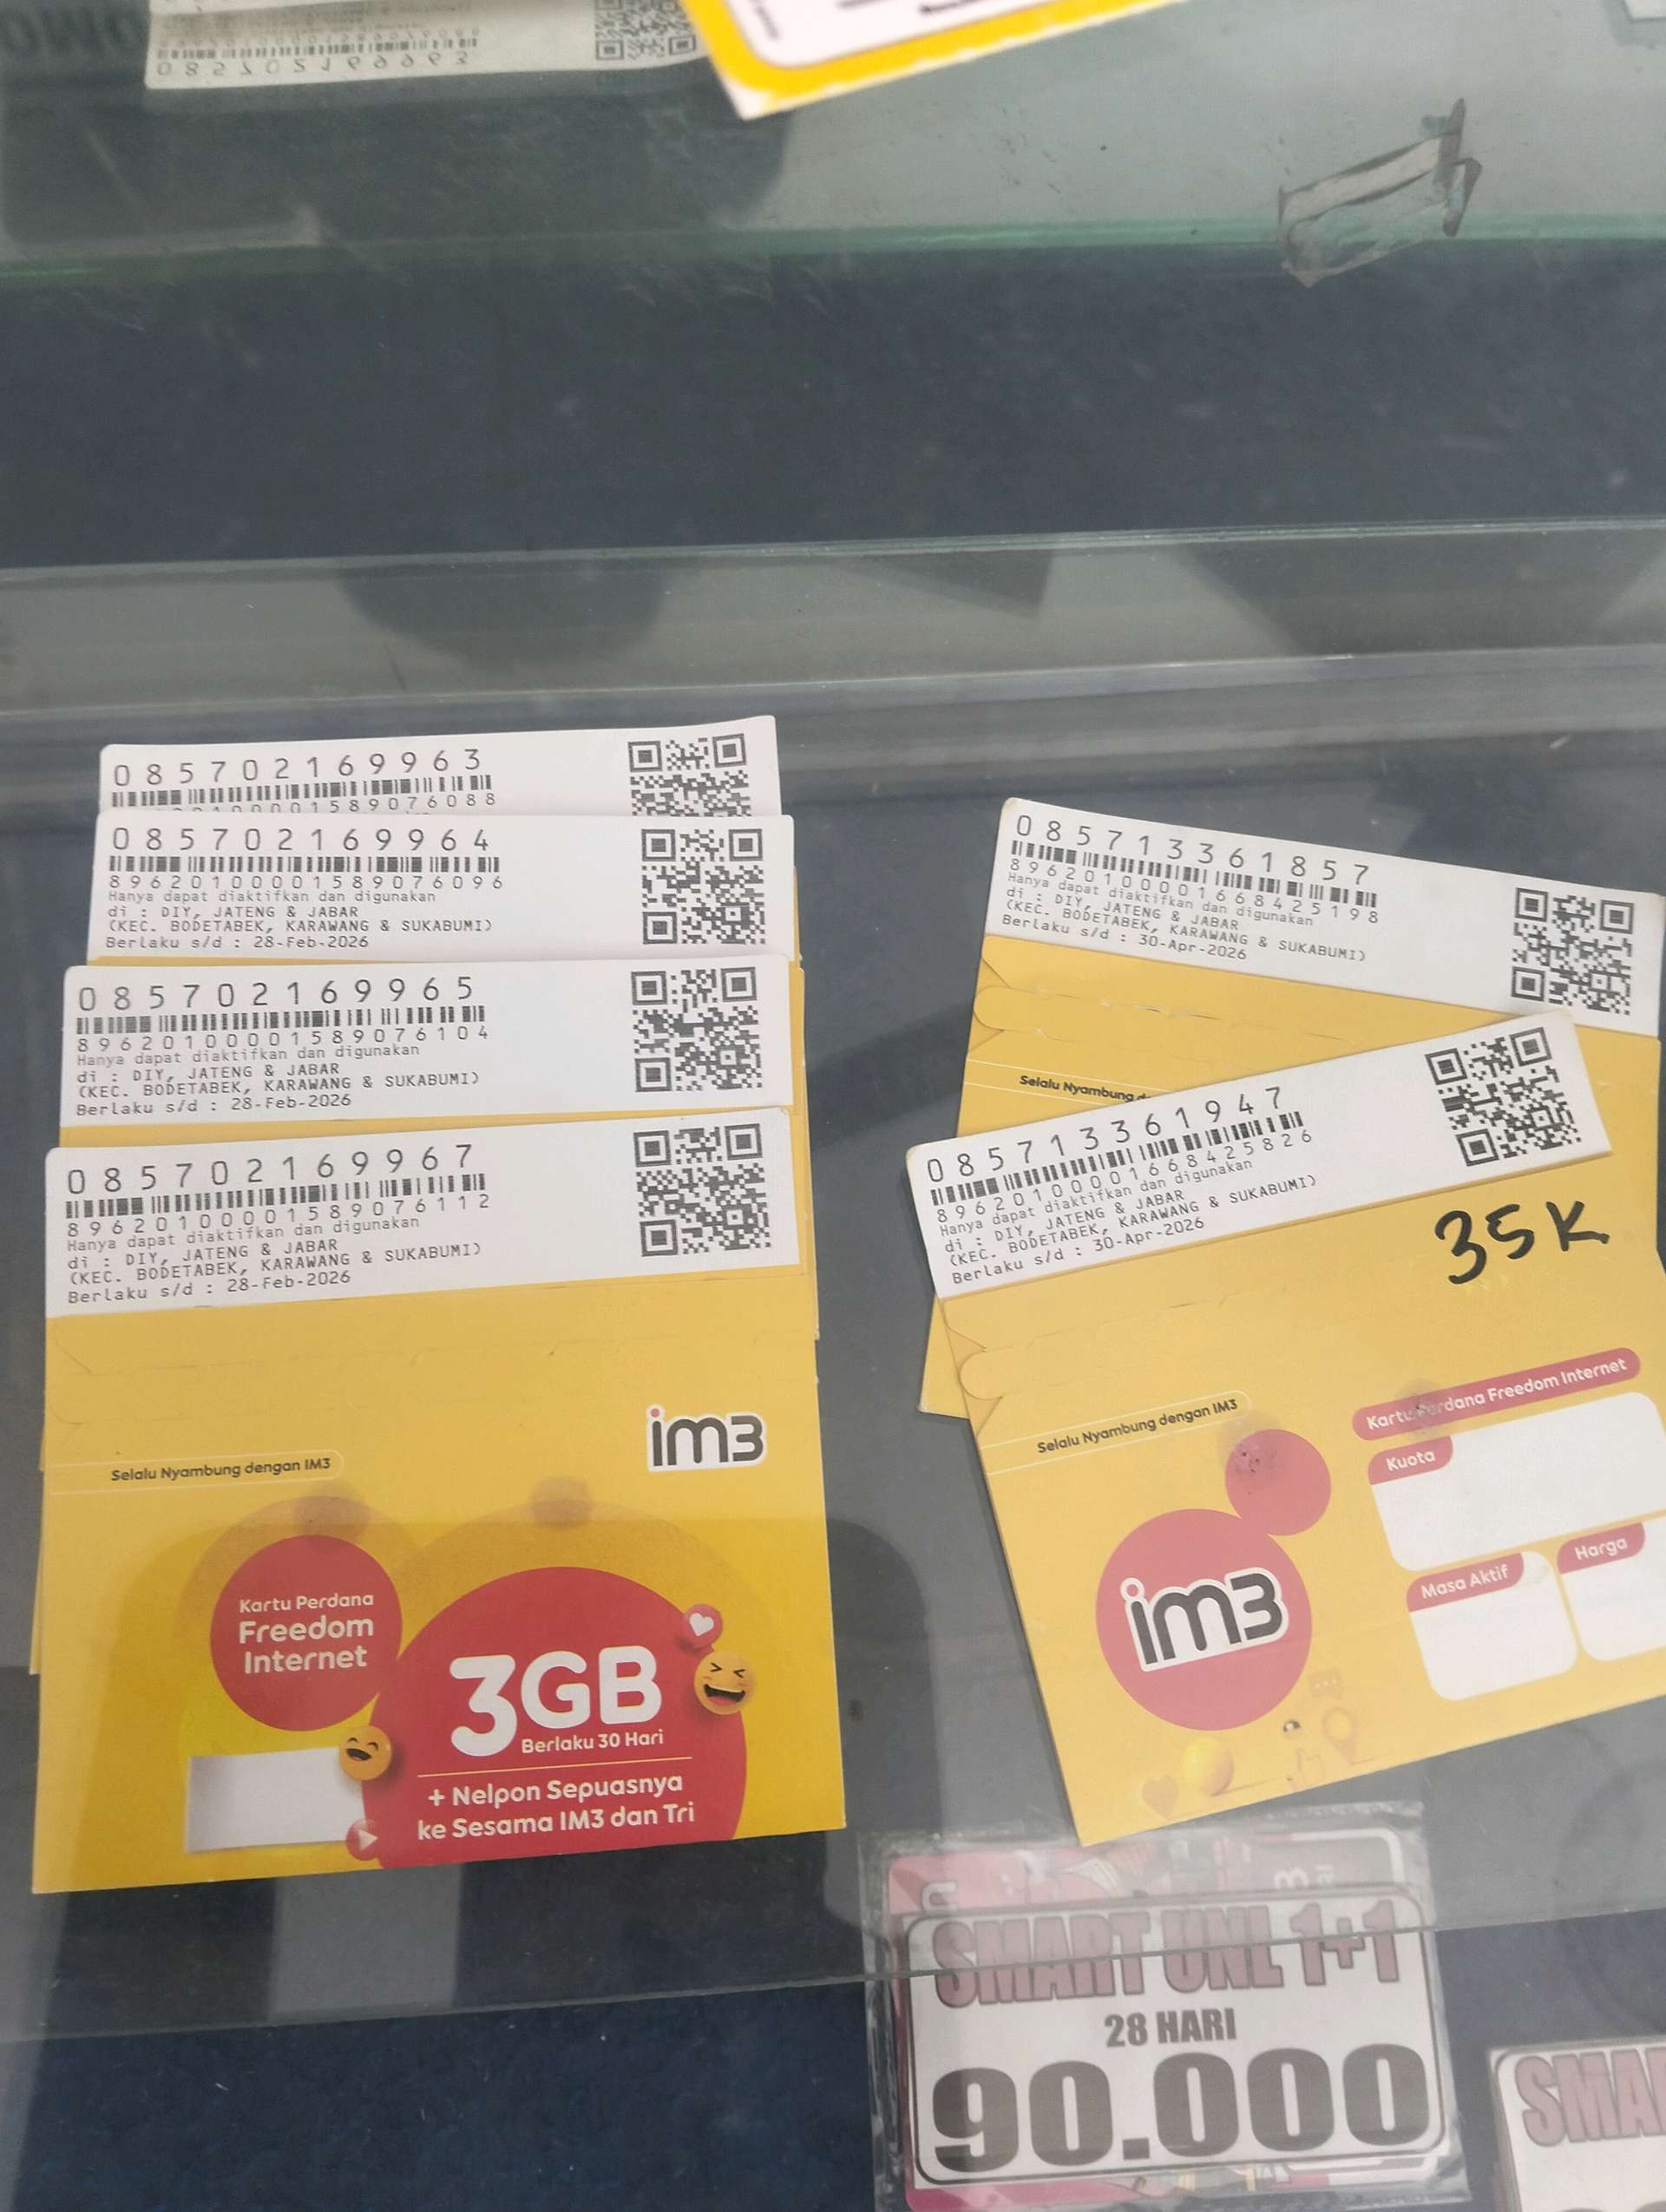 085702169963
085702169963
085702169964
89620100001589076096
Hanya dapat diaktifkan dan digunakan
di : DIY, JATENG & JABAR
(KEC. BODETABEK, KARAWANG & SUKABUMI)
Berlaku s/d : 28-Feb-2026
085702169965
89620100001589076104
Hanya dapat diaktifkan dan digunakan
di : DIY, JATENG & JABAR
(KEC. BODETABEK, KARAWANG & SUKABUMI)
Berlaku s/d : 28-Feb-2026
085702169967
89620100001589076112
Hanya dapat diaktifkan dan digunakan
di : DIY, JATENG & JABAR
(KEC. BODETABEK, KARAWANG & SUKABUMI)
Berlaku s/d : 28-Feb-2026
im3
Selalu Nyambung dengan IM3
Kartu Perdana
Freedom
Internet
3GB
Berlaku 30 Hari
+ Nelpon Sepuasnya
ke Sesama IM3 dan Tri
085713361857
89620100001668425198
Hanya dapat diaktifkan dan digunakan
di : DIY, JATENG & JABAR
(KEC. BODETABEK, KARAWANG & SUKABUMI)
Berlaku s/d : 30-Apr-2026
Selalu Nyambung
085713361947
89620100001668425826
Hanya dapat diaktifkan dan digunakan
di : DIY, JATENG & JABAR
(KEC. BODETABEK, KARAWANG & SUKABUMI)
Berlaku s/d : 30-Apr-2026
35K
Selalu Nyambung dengan IM3
im3
Kartu Perdana Freedom Internet
Kuota
Masa Aktif
Harga
SMART UNL 1+1
28 HARI
90.000